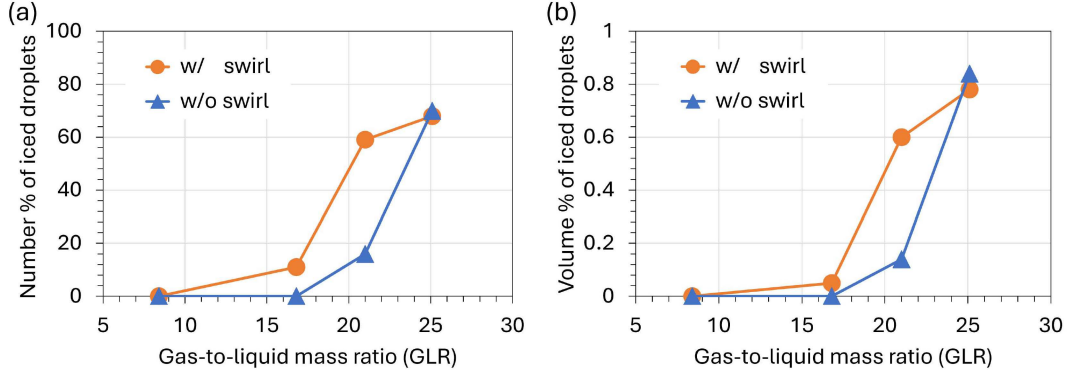 (a)
Number % of iced droplets
100
80
60
40
20
0
w/ swirl
w/o swirl
5 10 15 20 25 30
Gas-to-liquid mass ratio (GLR)
(b)
Volume % of iced droplets
1
0.8
0.6
0.4
0.2
0
w/ swirl
w/o swirl
5 10 15 20 25 30
Gas-to-liquid mass ratio (GLR)